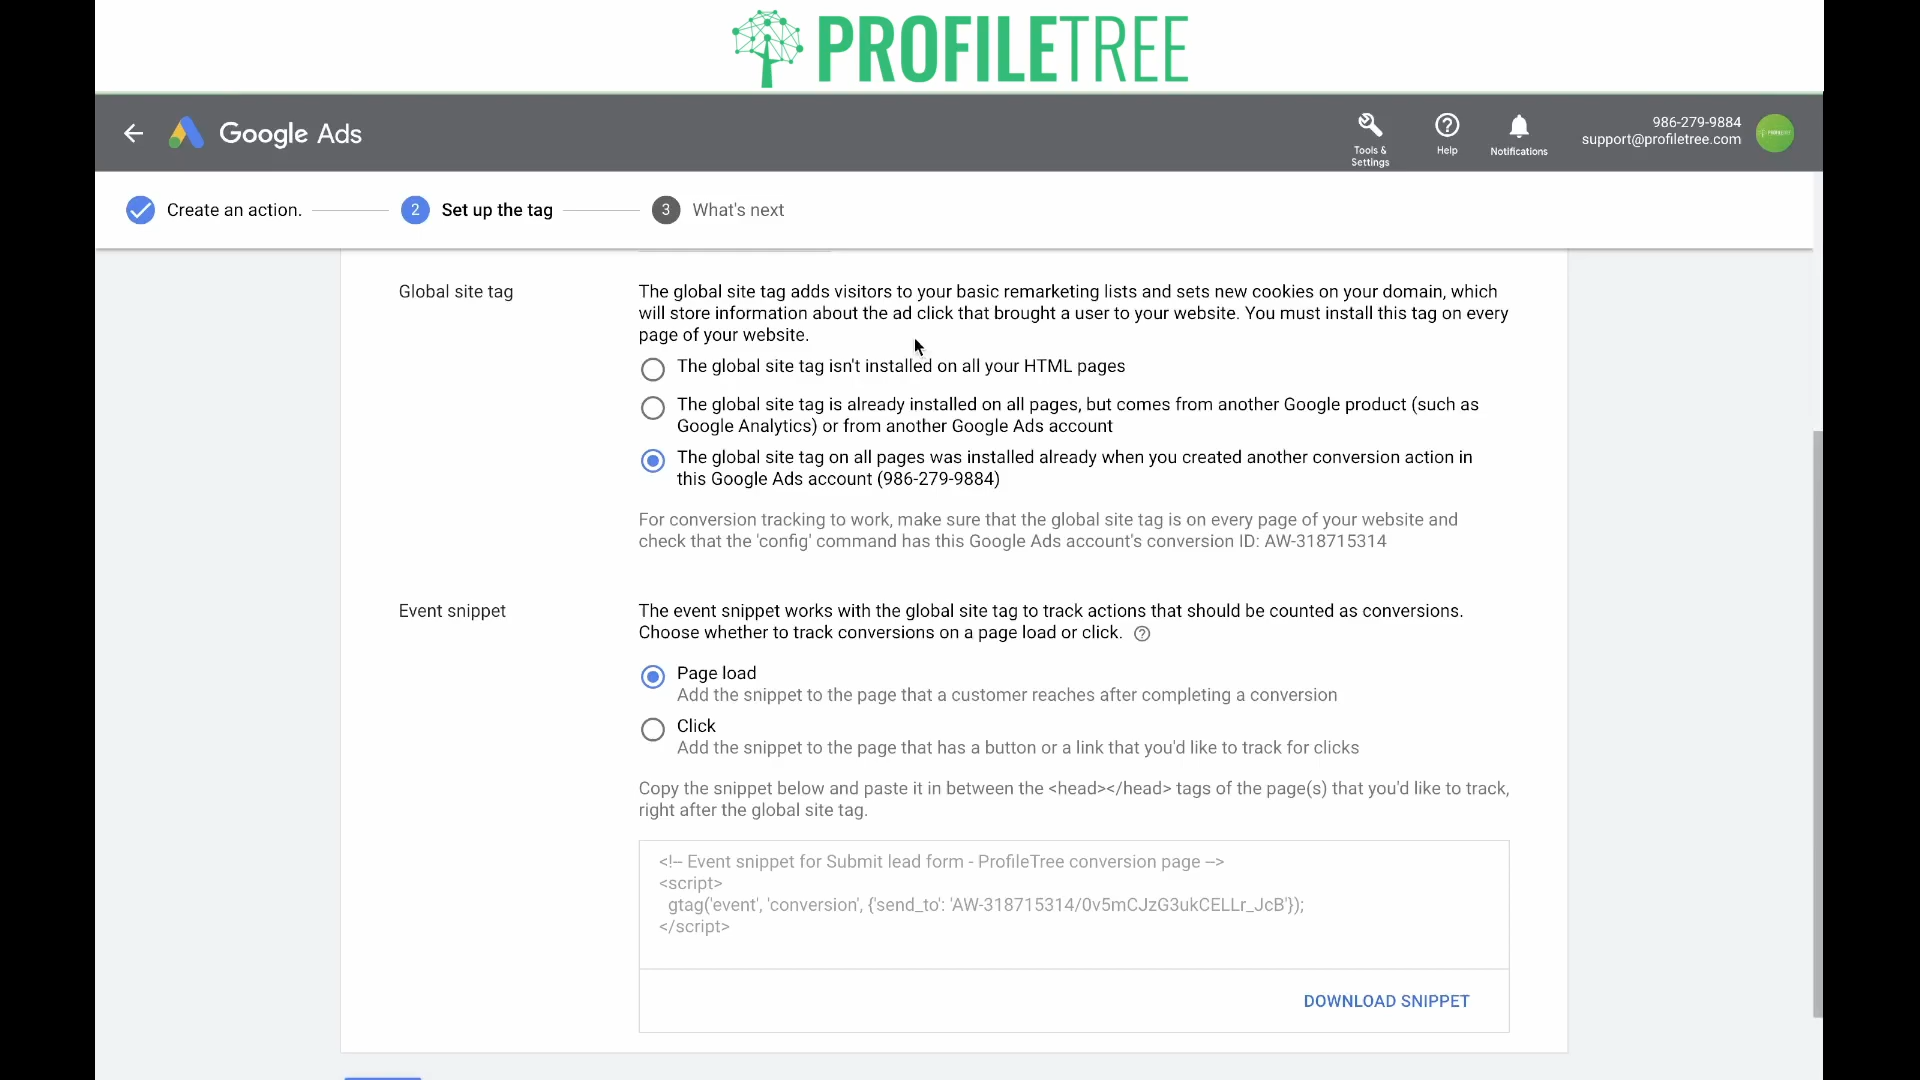 PROFILETREE
Google Ads
Tools &
Settings
Help
Notifications
986-279-9884
support@profiletree.com
Create an action.
2
Set up the tag
3
What's next
Global site tag
The global site tag adds visitors to your basic remarketing lists and sets new cookies on your domain, which
will store information about the ad click that brought a user to your website. You must install this tag on every
page of your website.
The global site tag isn't installed on all your HTML pages
The global site tag is already installed on all pages, but comes from another Google product (such as
Google Analytics) or from another Google Ads account
The global site tag on all pages was installed already when you created another conversion action in
this Google Ads account (986-279-9884)
For conversion tracking to work, make sure that the global site tag is on every page of your website and
check that the 'config' command has this Google Ads account's conversion ID: AW-318715314
Event snippet
The event snippet works with the global site tag to track actions that should be counted as conversions.
Choose whether to track conversions on a page load or click.
Page load
Add the snippet to the page that a customer reaches after completing a conversion
Click
Add the snippet to the page that has a button or a link that you'd like to track for clicks
Copy the snippet below and paste it in between the <head></head> tags of the page(s) that you'd like to track,
right after the global site tag.
<!-- Event snippet for Submit lead form - ProfileTree conversion page -->
<script>
gtag('event', 'conversion', {'send_to': 'AW-318715314/0v5mCJzG3ukCELLr_JcB'});
</script>
DOWNLOAD SNIPPET